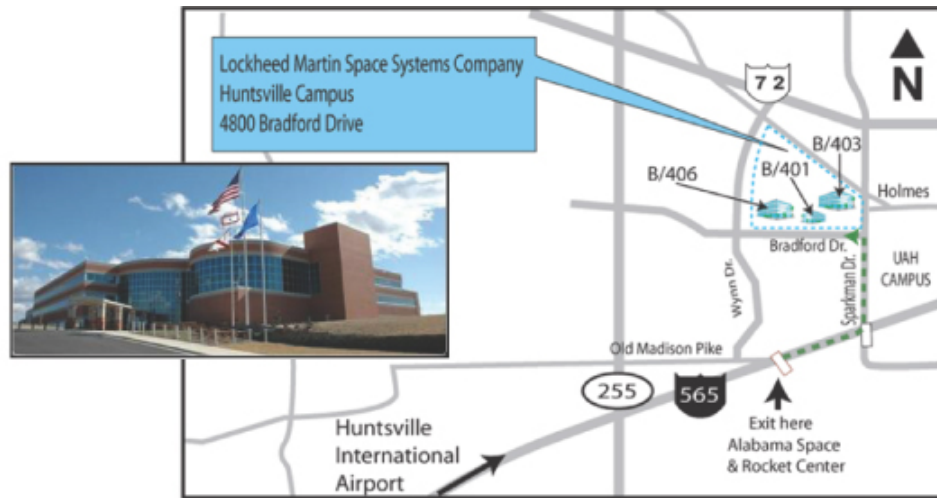 Lockheed Martin Space Systems Company
Huntsville Campus
4800 Bradford Drive
72
N
B/403
B/401
B/406
Holmes
Bradford Dr.
UAH
CAMPUS
Sparkman Dr.
Wynn Dr.
Old Madison Pike
255
565
Exit here
Alabama Space
& Rocket Center
Huntsville
International
Airport